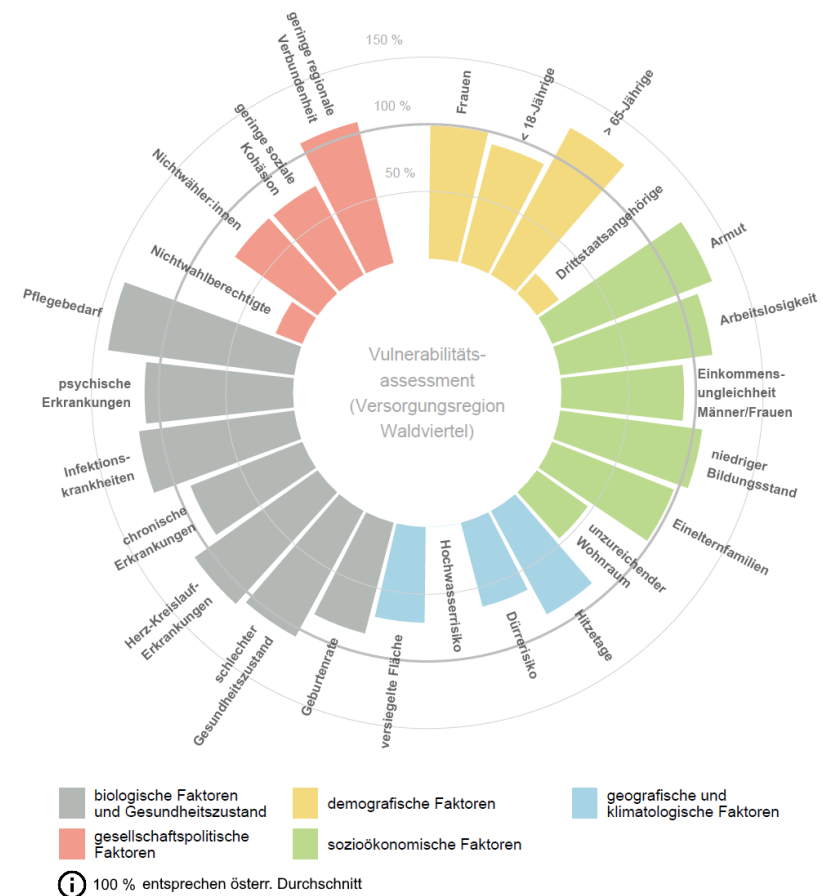 150 %
100 %
50 %
geringe regionale
Verbundenheit
geringe soziale
Kohäsion
Nichtwähler:innen
Nichtwahlberechtigte
Frauen
< 18-Jährige
> 65-Jährige
Drittstaatsangehörige
Armut
Arbeitslosigkeit
Einkommens-
ungleichheit
Männer/Frauen
niedriger
Bildungsstand
Einelternfamilien
unzureichender
Wohnraum
Hitzetage
Dürrerisiko
Hochwasserrisiko
versiegelte Fläche
Geburtenrate
schlechter
Gesundheitszustand
Herz-Kreislauf-
Erkrankungen
chronische
Erkrankungen
Infektions-
krankheiten
psychische
Erkrankungen
Pflegebedarf
Vulnerabilitäts-
assessment
(Versorgungsregion
Waldviertel)
biologische Faktoren
und Gesundheitszustand
demografische Faktoren
geografische und
klimatologische Faktoren
gesellschaftspolitische
Faktoren
sozioökonomische Faktoren
i 100 % entsprechen österr. Durchschnitt